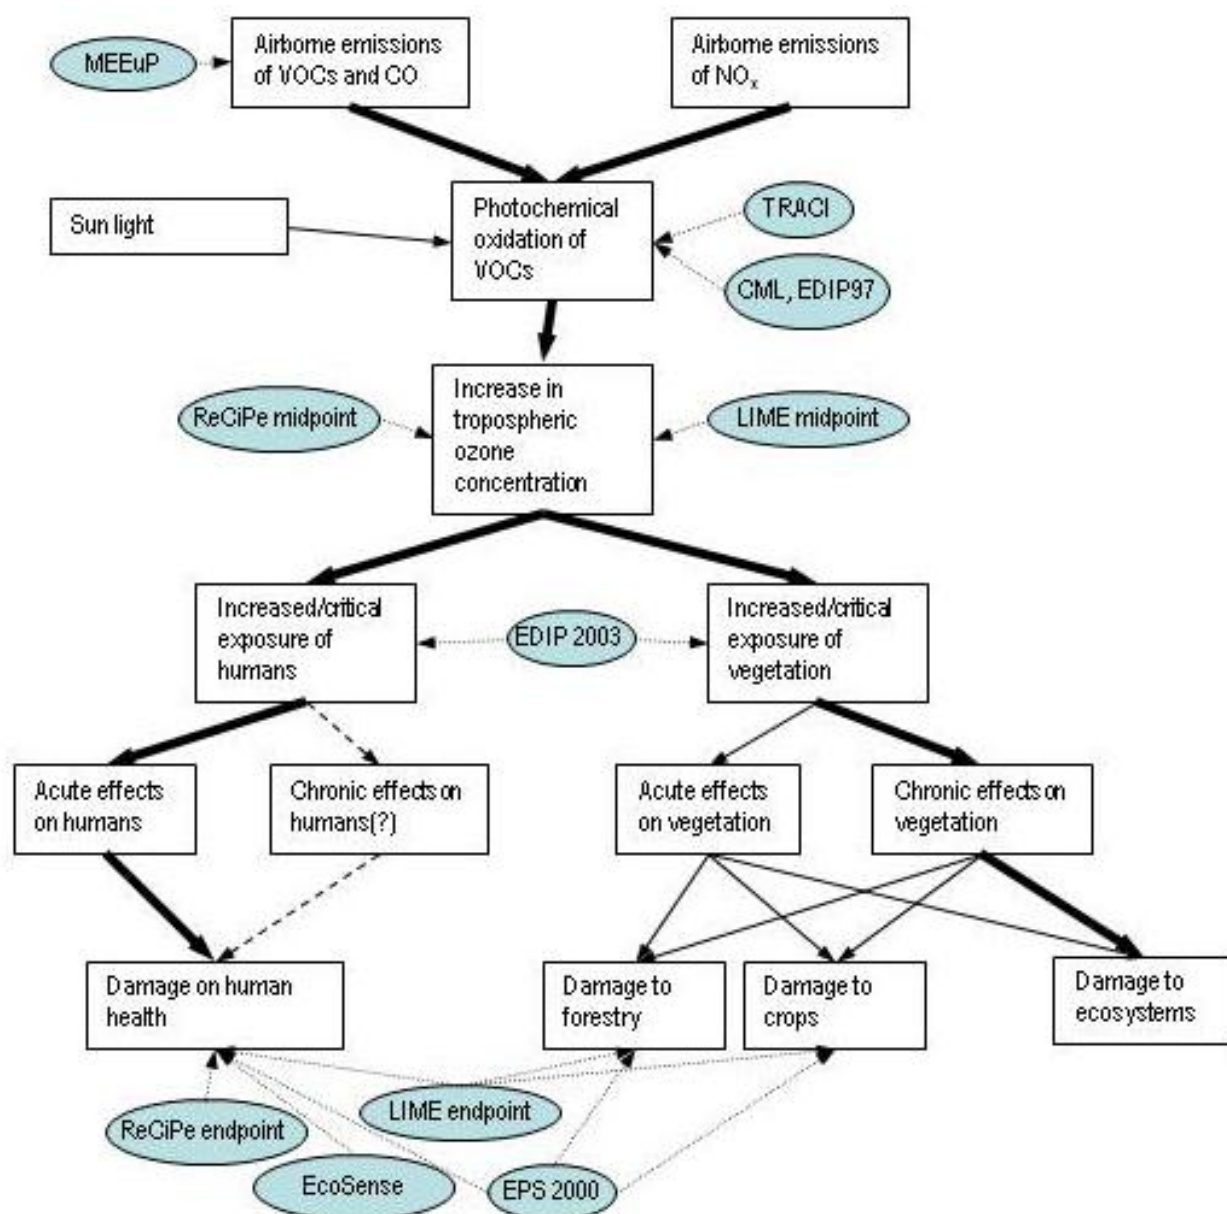 Airborne emissions
of VOCs and CO
Airborne emissions
of NOₓ
MEEuP
Sun light
Photochemical
oxidation of
VOCs
TRACI
CML, EDIP97
ReCiPe midpoint
Increase in
tropospheric
ozone
concentration
LIME midpoint
Increased/critical
exposure of
humans
EDIP 2003
Increased/critical
exposure of
vegetation
Acute effects
on humans
Chronic effects on
humans(?)
Acute effects
on vegetation
Chronic effects on
vegetation
Damage on human
health
Damage to
forestry
Damage to
crops
Damage to
ecosystems
ReCiPe endpoint
LIME endpoint
EcoSense
EPS 2000